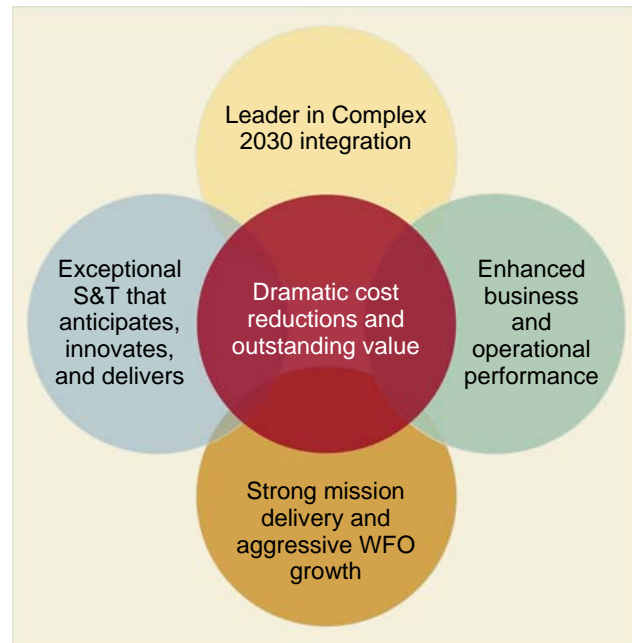 Leader in Complex
2030 integration
Exceptional
S&T that
anticipates,
innovates,
and delivers
Dramatic cost
reductions and
outstanding value
Enhanced
business
and
operational
performance
Strong mission
delivery and
aggressive WFO
growth